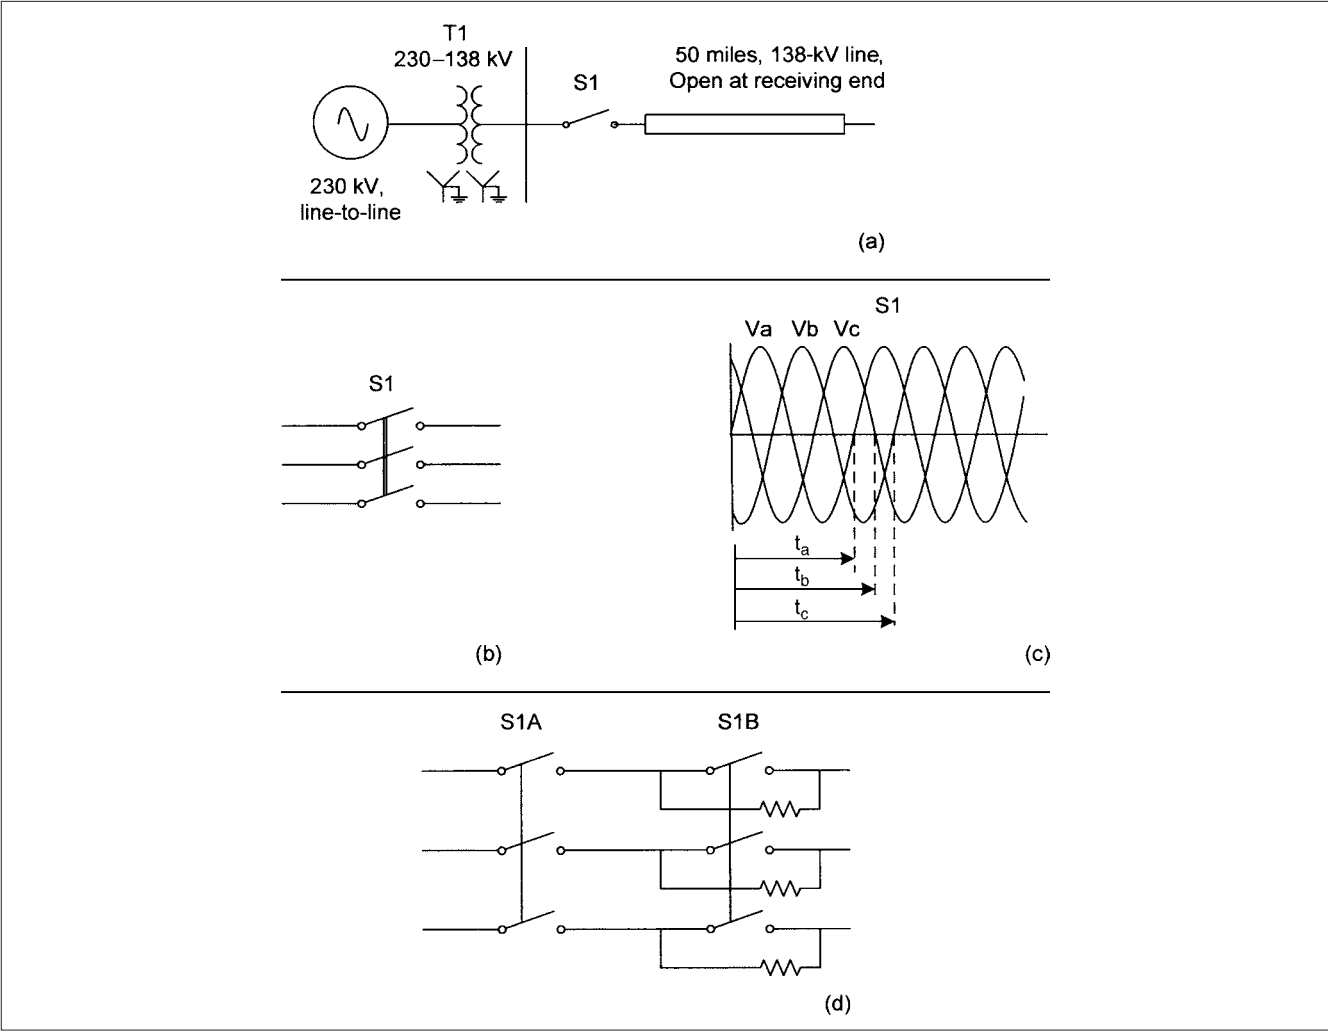 T1
230–138 kV
S1
50 miles, 138-kV line,
Open at receiving end
230 kV,
line-to-line
(a)
S1
(b)
S1
Va Vb Vc
ta
tb
tc
(c)
S1A S1B
(d)